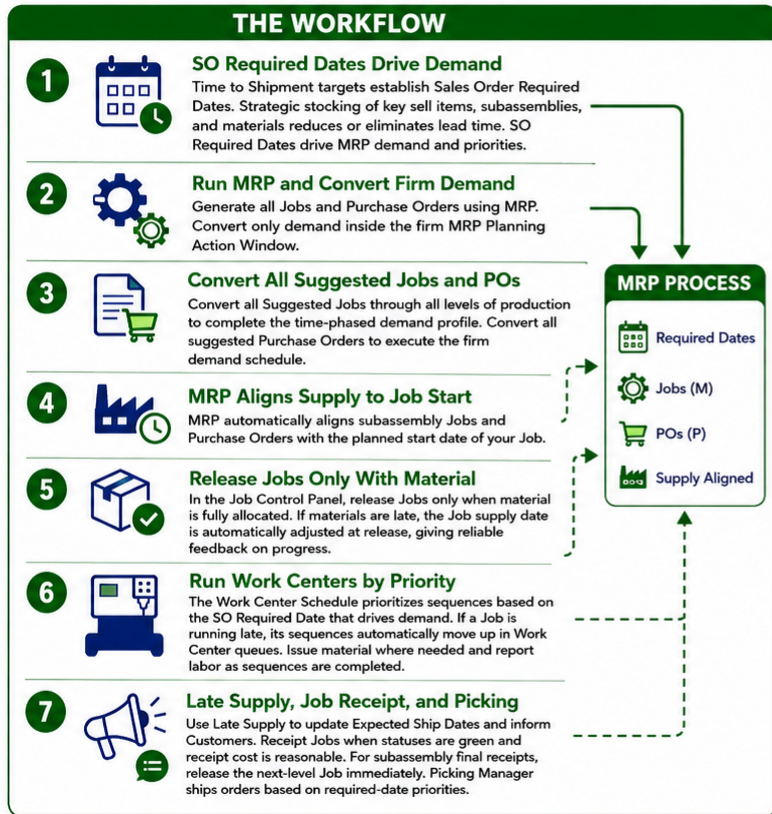 THE WORKFLOW
1
SO Required Dates Drive Demand
Time to Shipment targets establish Sales Order Required
Dates. Strategic stocking of key sell items, subassemblies,
and materials reduces or eliminates lead time. SO
Required Dates drive MRP demand and priorities.
2
Run MRP and Convert Firm Demand
Generate all Jobs and Purchase Orders using MRP.
Convert only demand inside the firm MRP Planning
Action Window.
3
Convert All Suggested Jobs and POs
Convert all Suggested Jobs through all levels of production
to complete the time-phased demand profile. Convert all
suggested Purchase Orders to execute the firm
demand schedule.
4
MRP Aligns Supply to Job Start
MRP automatically aligns subassembly Jobs and
Purchase Orders with the planned start date of your Job.
5
Release Jobs Only With Material
In the Job Control Panel, release Jobs only when material
is fully allocated. If materials are late, the Job supply date
is automatically adjusted at release, giving reliable
feedback on progress.
6
Run Work Centers by Priority
The Work Center Schedule prioritizes sequences based on
the SO Required Date that drives demand. If a Job is
running late, its sequences automatically move up in Work
Center queues. Issue material where needed and report
labor as sequences are completed.
7
Late Supply, Job Receipt, and Picking
Use Late Supply to update Expected Ship Dates and inform
Customers. Receipt Jobs when statuses are green and
receipt cost is reasonable. For subassembly final receipts,
release the next-level Job immediately. Picking Manager
ships orders based on required-date priorities.
MRP PROCESS
Required Dates
Jobs (M)
POs (P)
Supply Aligned